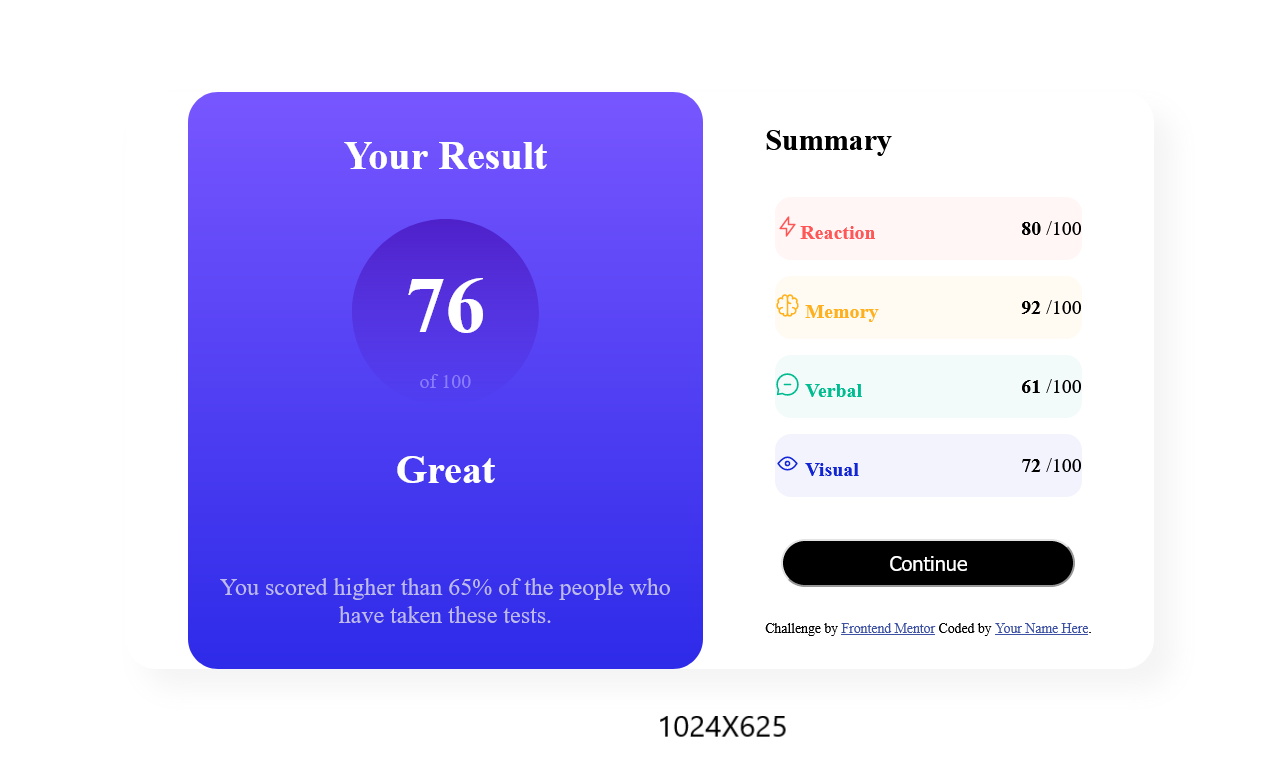 Your Result
76
of 100
Great
You scored higher than 65% of the people who
have taken these tests.
Summary
Reaction 80 /100
Memory 92 /100
Verbal 61 /100
Visual 72 /100
Continue
Challenge by Frontend Mentor Coded by Your Name Here.
1024X625